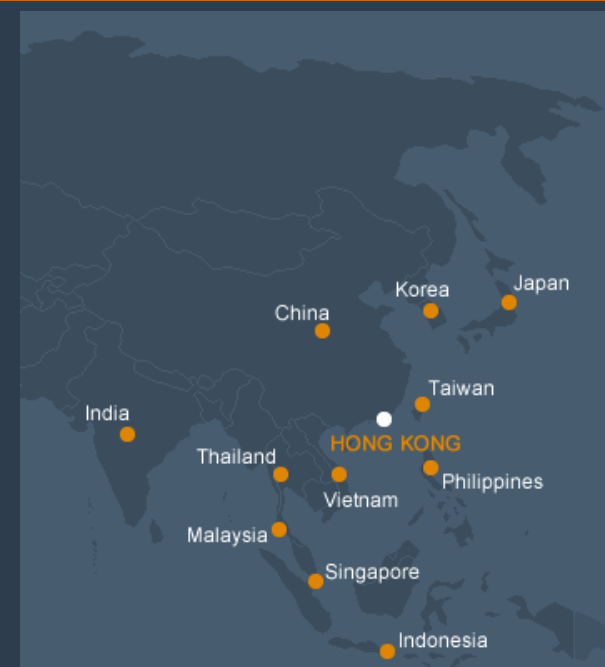 Japan
Korea
China
Taiwan
India
HONG KONG
Thailand
Philippines
Vietnam
Malaysia
Singapore
Indonesia